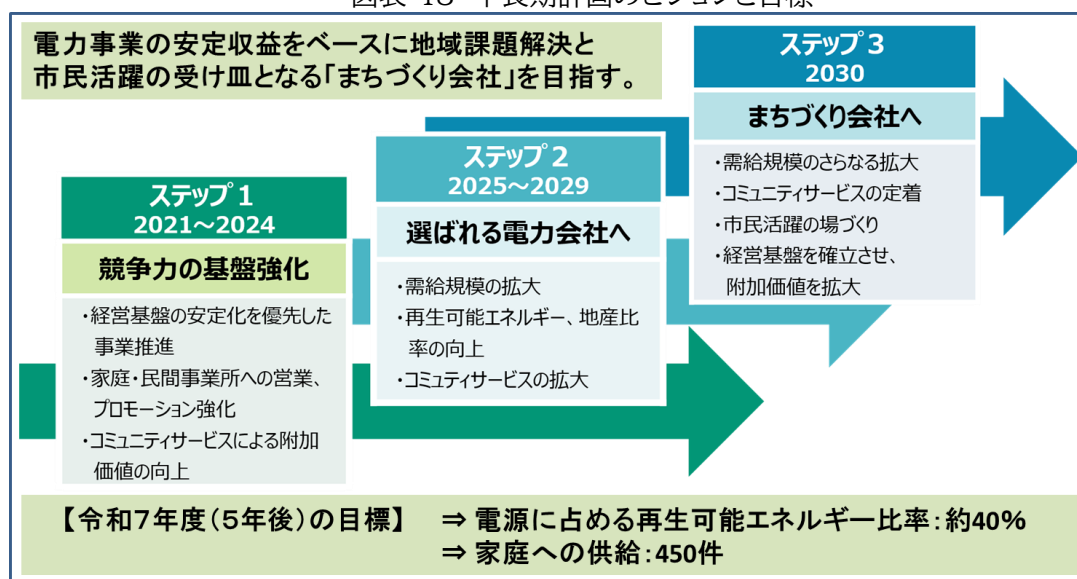 電力事業の安定収益をベースに地域課題解決と
市民活躍の受け皿となる「まちづくり会社」を目指す。
ステップ1
2021～2024
競争力の基盤強化
・経営基盤の安定化を優先した
事業推進
・家庭・民間事業所への営業、
プロモーション強化
・コミュニティサービスによる附加
価値の向上
ステップ2
2025～2029
選ばれる電力会社へ
・需給規模の拡大
・再生可能エネルギー、地産比
率の向上
・コミュティサービスの拡大
ステップ3
2030
まちづくり会社へ
・需給規模のさらなる拡大
・コミュニティサービスの定着
・市民活躍の場づくり
・経営基盤を確立させ、
附加価値を拡大
【令和7年度(5年後)の目標】 ⇒ 電源に占める再生可能エネルギー比率:約40%
⇒ 家庭への供給:450件